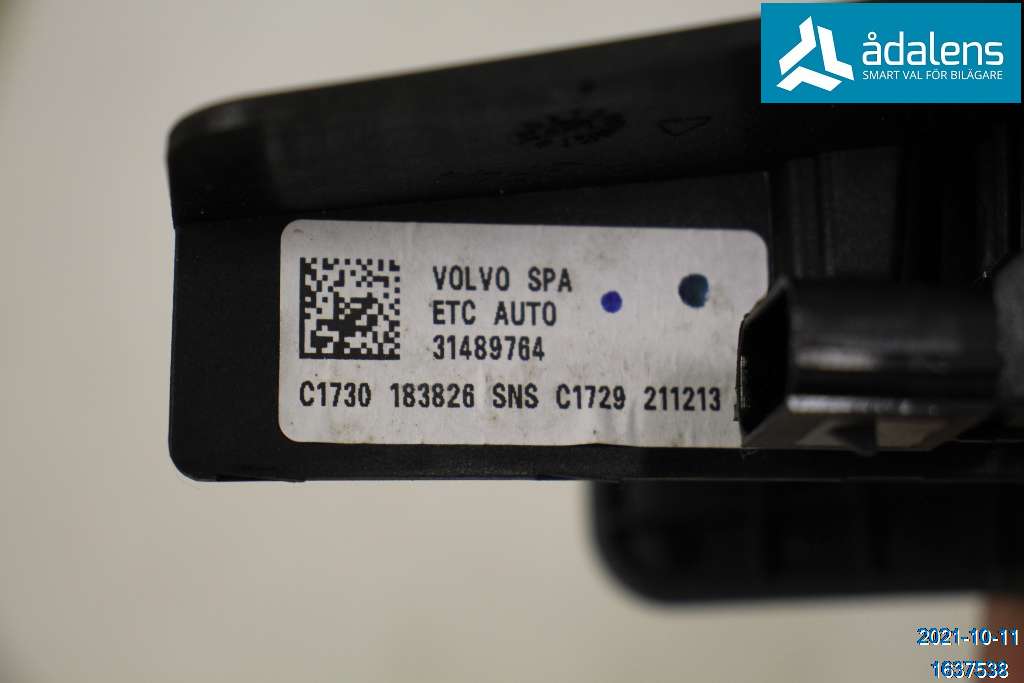 ådalens
SMART VAL FÖR BILÄGARE
VOLVO SPA
ETC AUTO
31489764
C1730 183826 SNS C1729 211213
2021-10-11
1637538